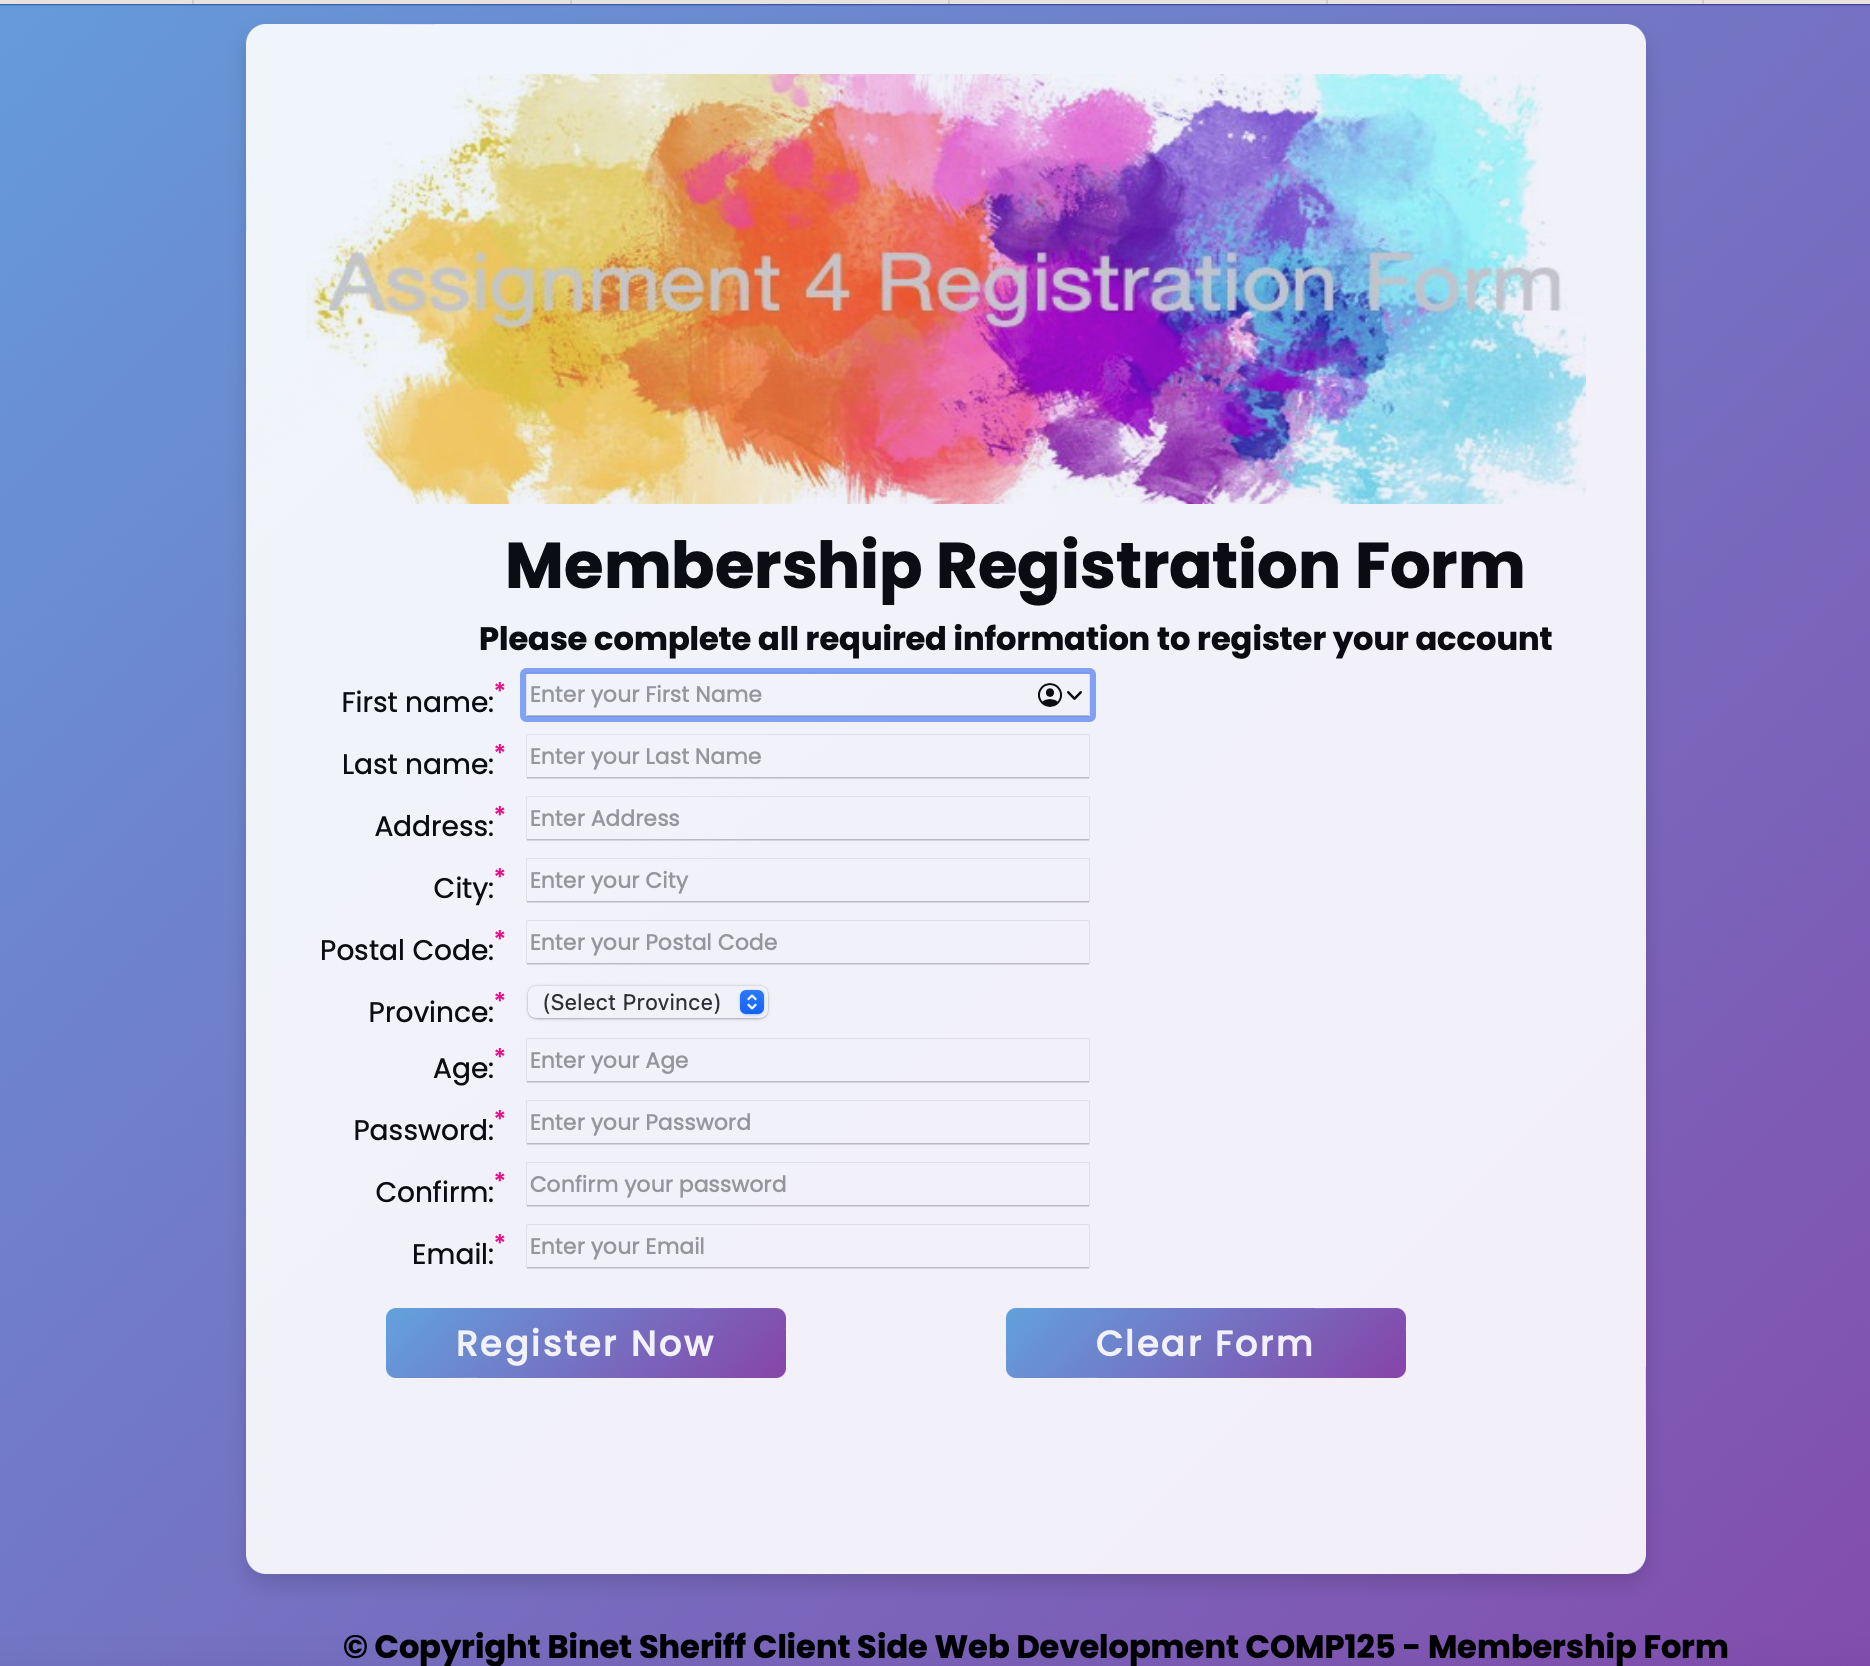 Assignment 4 Registration Form
Membership Registration Form
Please complete all required information to register your account
First name:* Enter your First Name
Last name:* Enter your Last Name
Address:* Enter Address
City:* Enter your City
Postal Code:* Enter your Postal Code
Province:* (Select Province)
Age:* Enter your Age
Password:* Enter your Password
Confirm:* Confirm your password
Email:* Enter your Email
Register Now Clear Form
© Copyright Binet Sheriff Client Side Web Development COMP125 - Membership Form